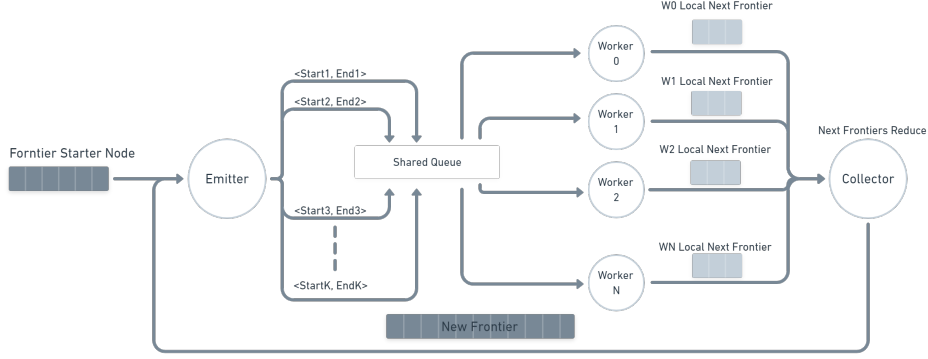 W0 Local Next Frontier
Worker
0
<Start1, End1>
W1 Local Next Frontier
<Start2, End2>
Worker
1
Next Frontiers Reduce
Forntier Starter Node
W2 Local Next Frontier
Shared Queue
Emitter
Worker
2
Collector
<Start3, End3>
WN Local Next Frontier
<StartK, EndK>
Worker
N
New Frontier